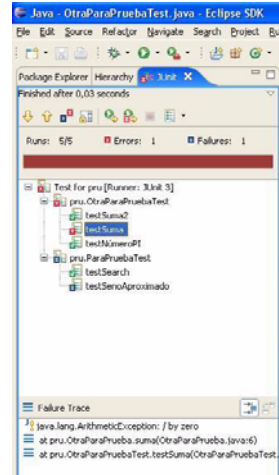 Java - OtraParaPruebaTest.java - Eclipse SDK
File Edit Source Refactor Navigate Search Project Ru
Package Explorer Hierarchy JUnit
Finished after 0,03 seconds
Runs: 5/5 Errors: 1 Failures: 1
Test for pru [Runner: JUnit 3]
pru.OtraParaPruebaTest
testSuma2
testSuma
testNúmeroPI
pru.ParaPruebaTest
testSearch
testSenoAproximado
Failure Trace
java.lang.ArithmeticException: / by zero
at pru.OtraParaPrueba.suma(OtraParaPrueba.java:6)
at pru.OtraParaPruebaTest.testSuma(OtraParaPruebaTest